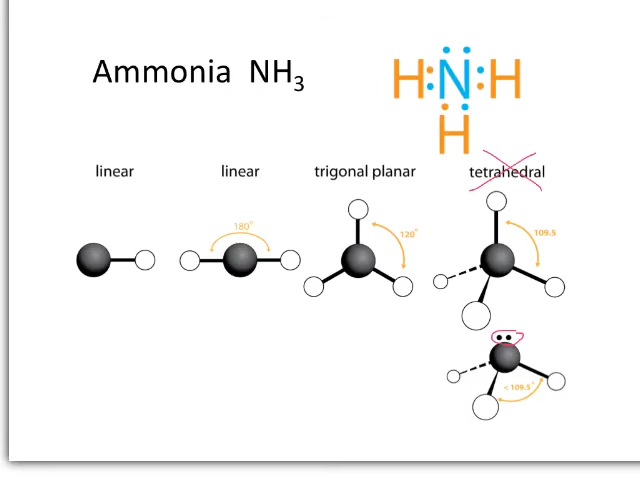 Ammonia NH₃
H:N:H
H
linear
linear
trigonal planar
tetrahedral
180°
120°
109.5
< 109.5°